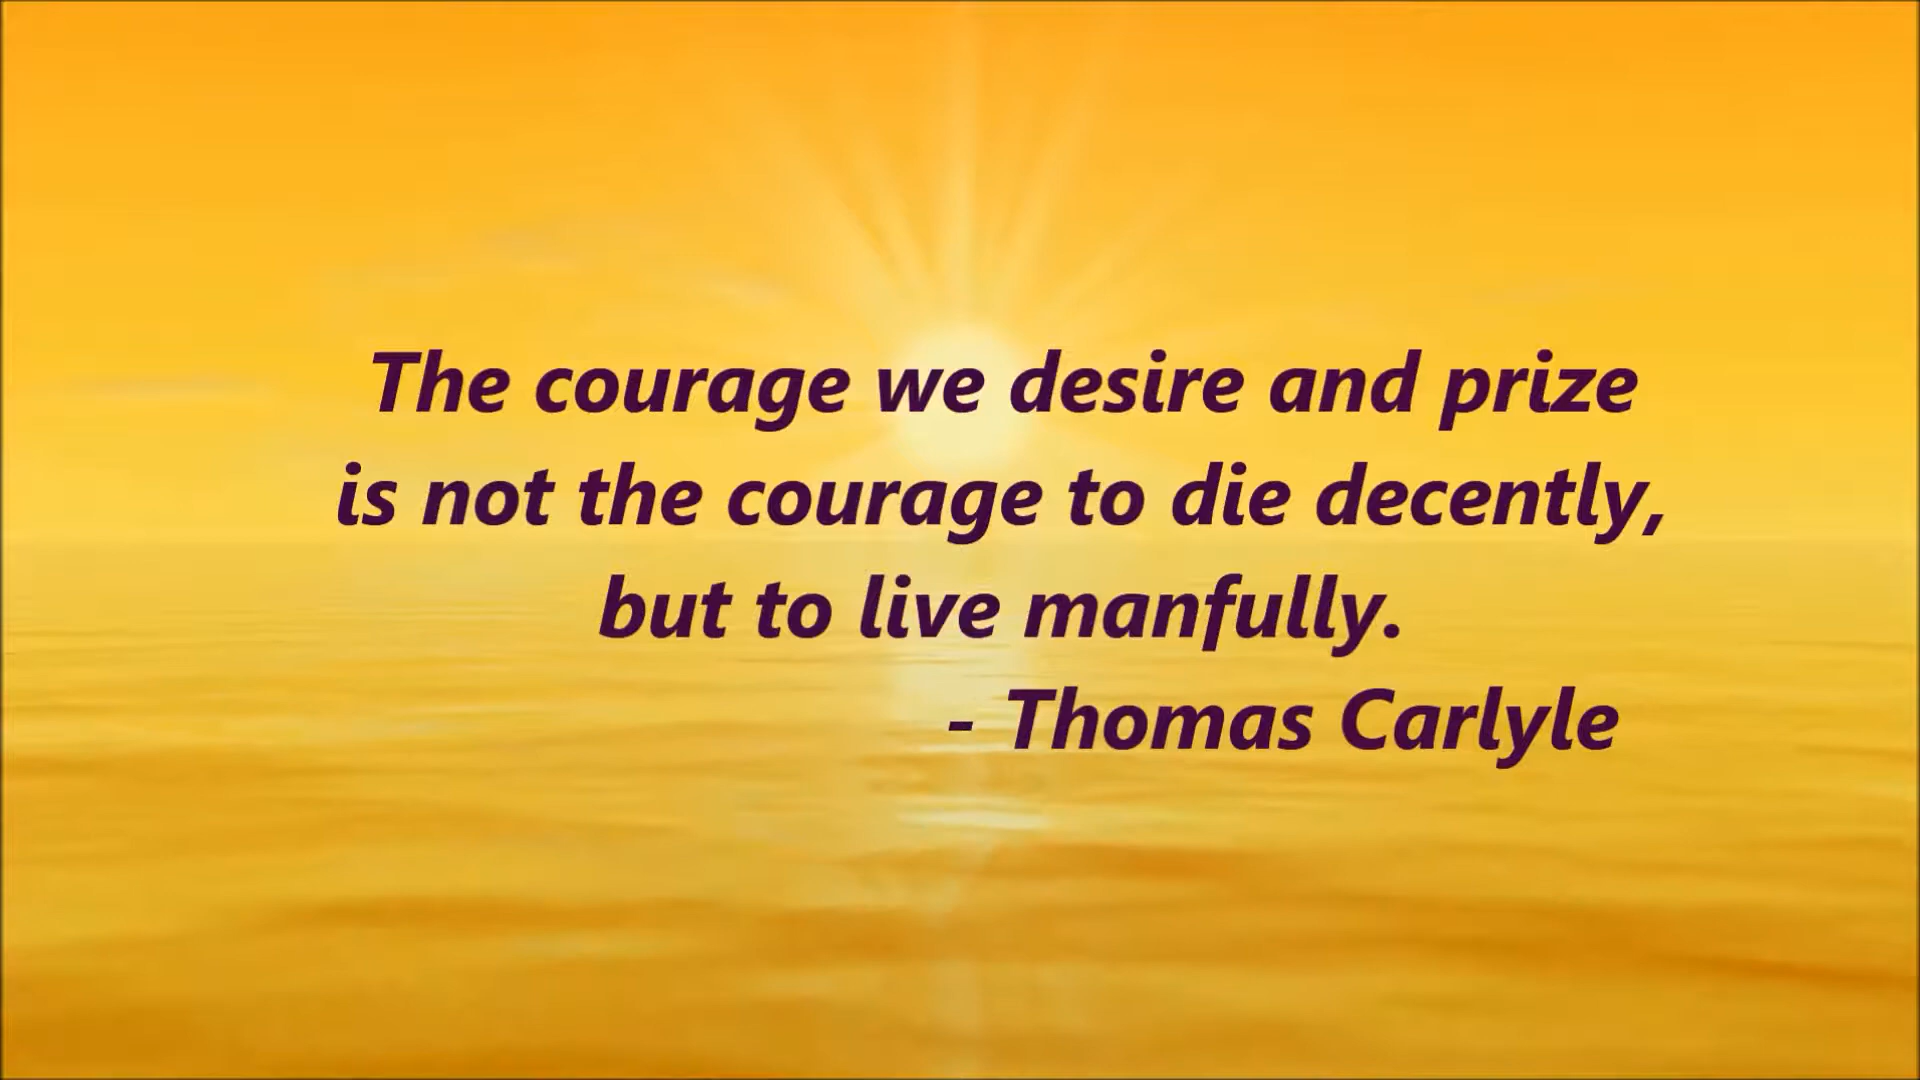 The courage we desire and prize
is not the courage to die decently,
but to live manfully.
- Thomas Carlyle